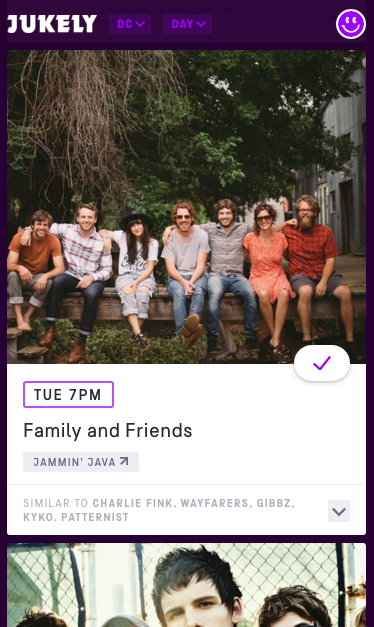 JUKELY DC DAY
TUE 7PM
Family and Friends
JAMMIN' JAVA
SIMILAR TO CHARLIE FINK, WAYFARERS, GIBBZ,
KYKO, PATTERNIST